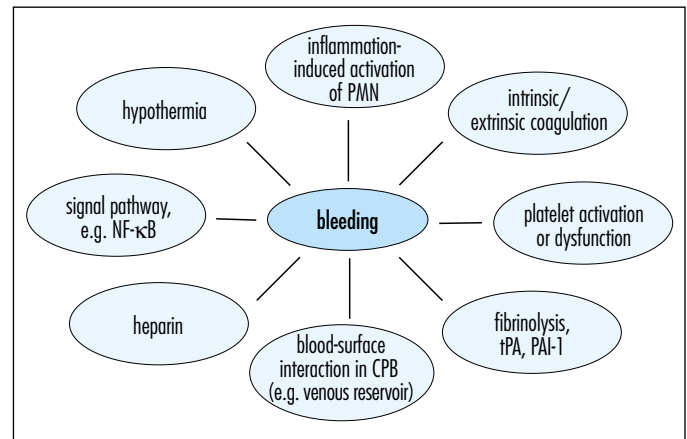 inflammation-
induced activation
of PMN
hypothermia
intrinsic/
extrinsic coagulation
signal pathway,
e.g. NF-κB
bleeding
platelet activation
or dysfunction
heparin
blood-surface
interaction in CPB
(e.g. venous reservoir)
fibrinolysis,
tPA, PAI-1